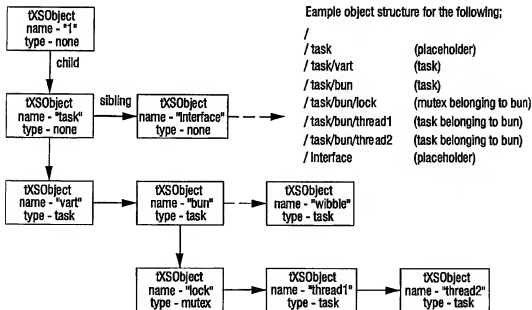 tXSObject
name - "1"
type - none
child
Eample object structure for the following;
/
/ task (placeholder)
/ task/vart (task)
/ task/bun (task)
/ task/bun/lock (mutex belonging to bun)
/ task/bun/thread1 (task belonging to bun)
/ task/bun/thread2 (task belonging to bun)
/ Interface (placeholder)
tXSObject
name - "task"
type - none
sibling
tXSObject
name - "Interface"
type - none
tXSObject
name - "vart"
type - task
tXSObject
name - "bun"
type - task
tXSObject
name - "wibble"
type - task
tXSObject
name - "lock"
type - mutex
tXSObject
name - "thread1"
type - task
tXSObject
name - "thread2"
type - task